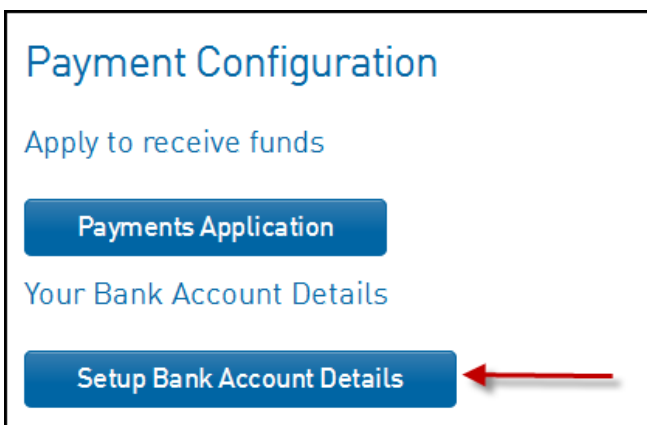 Payment Configuration
Apply to receive funds
Payments Application
Your Bank Account Details
Setup Bank Account Details